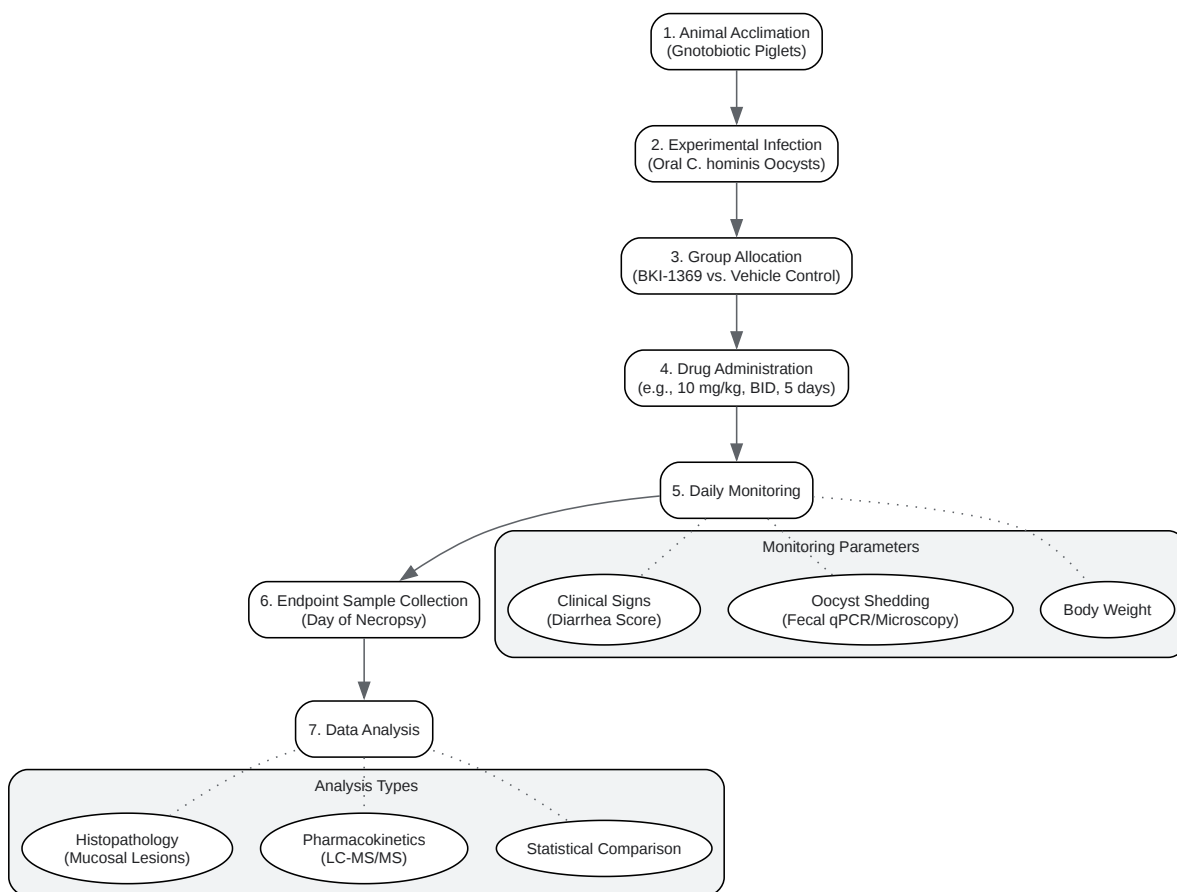 1. Animal Acclimation
(Gnotobiotic Piglets)
2. Experimental Infection
(Oral C. hominis Oocysts)
3. Group Allocation
(BKI-1369 vs. Vehicle Control)
4. Drug Administration
(e.g., 10 mg/kg, BID, 5 days)
5. Daily Monitoring
Monitoring Parameters
Clinical Signs
(Diarrhea Score)
Oocyst Shedding
(Fecal qPCR/Microscopy)
Body Weight
6. Endpoint Sample Collection
(Day of Necropsy)
7. Data Analysis
Analysis Types
Histopathology
(Mucosal Lesions)
Pharmacokinetics
(LC-MS/MS)
Statistical Comparison